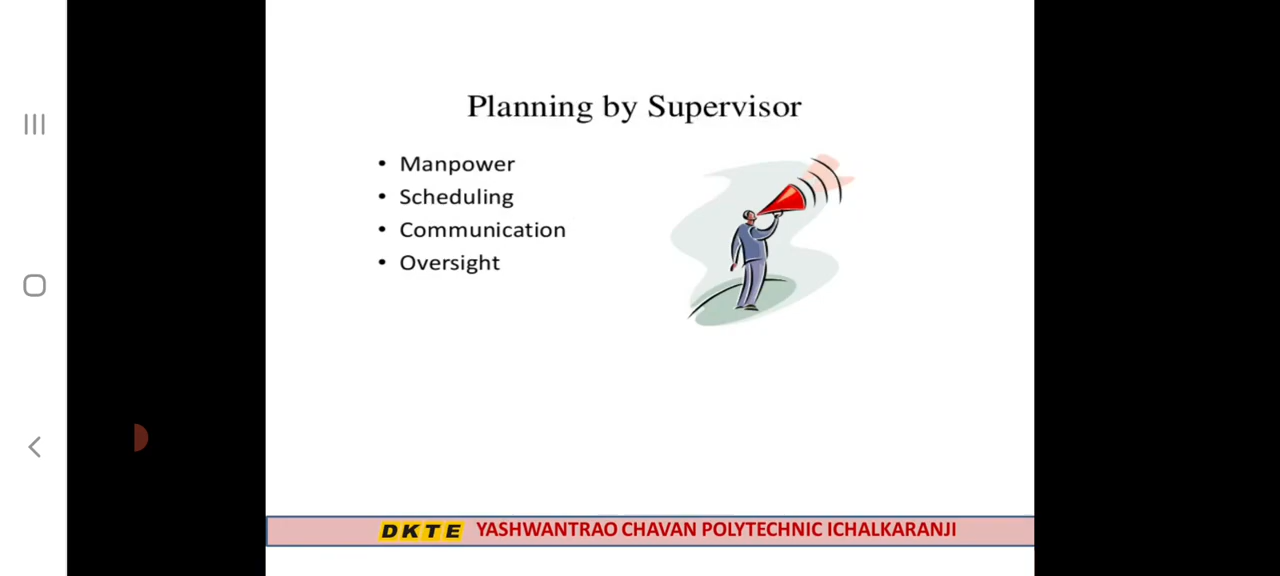 Planning by Supervisor
• Manpower
• Scheduling
• Communication
• Oversight
DKTE YASHWANTRAO CHAVAN POLYTECHNIC ICHALKARANJI